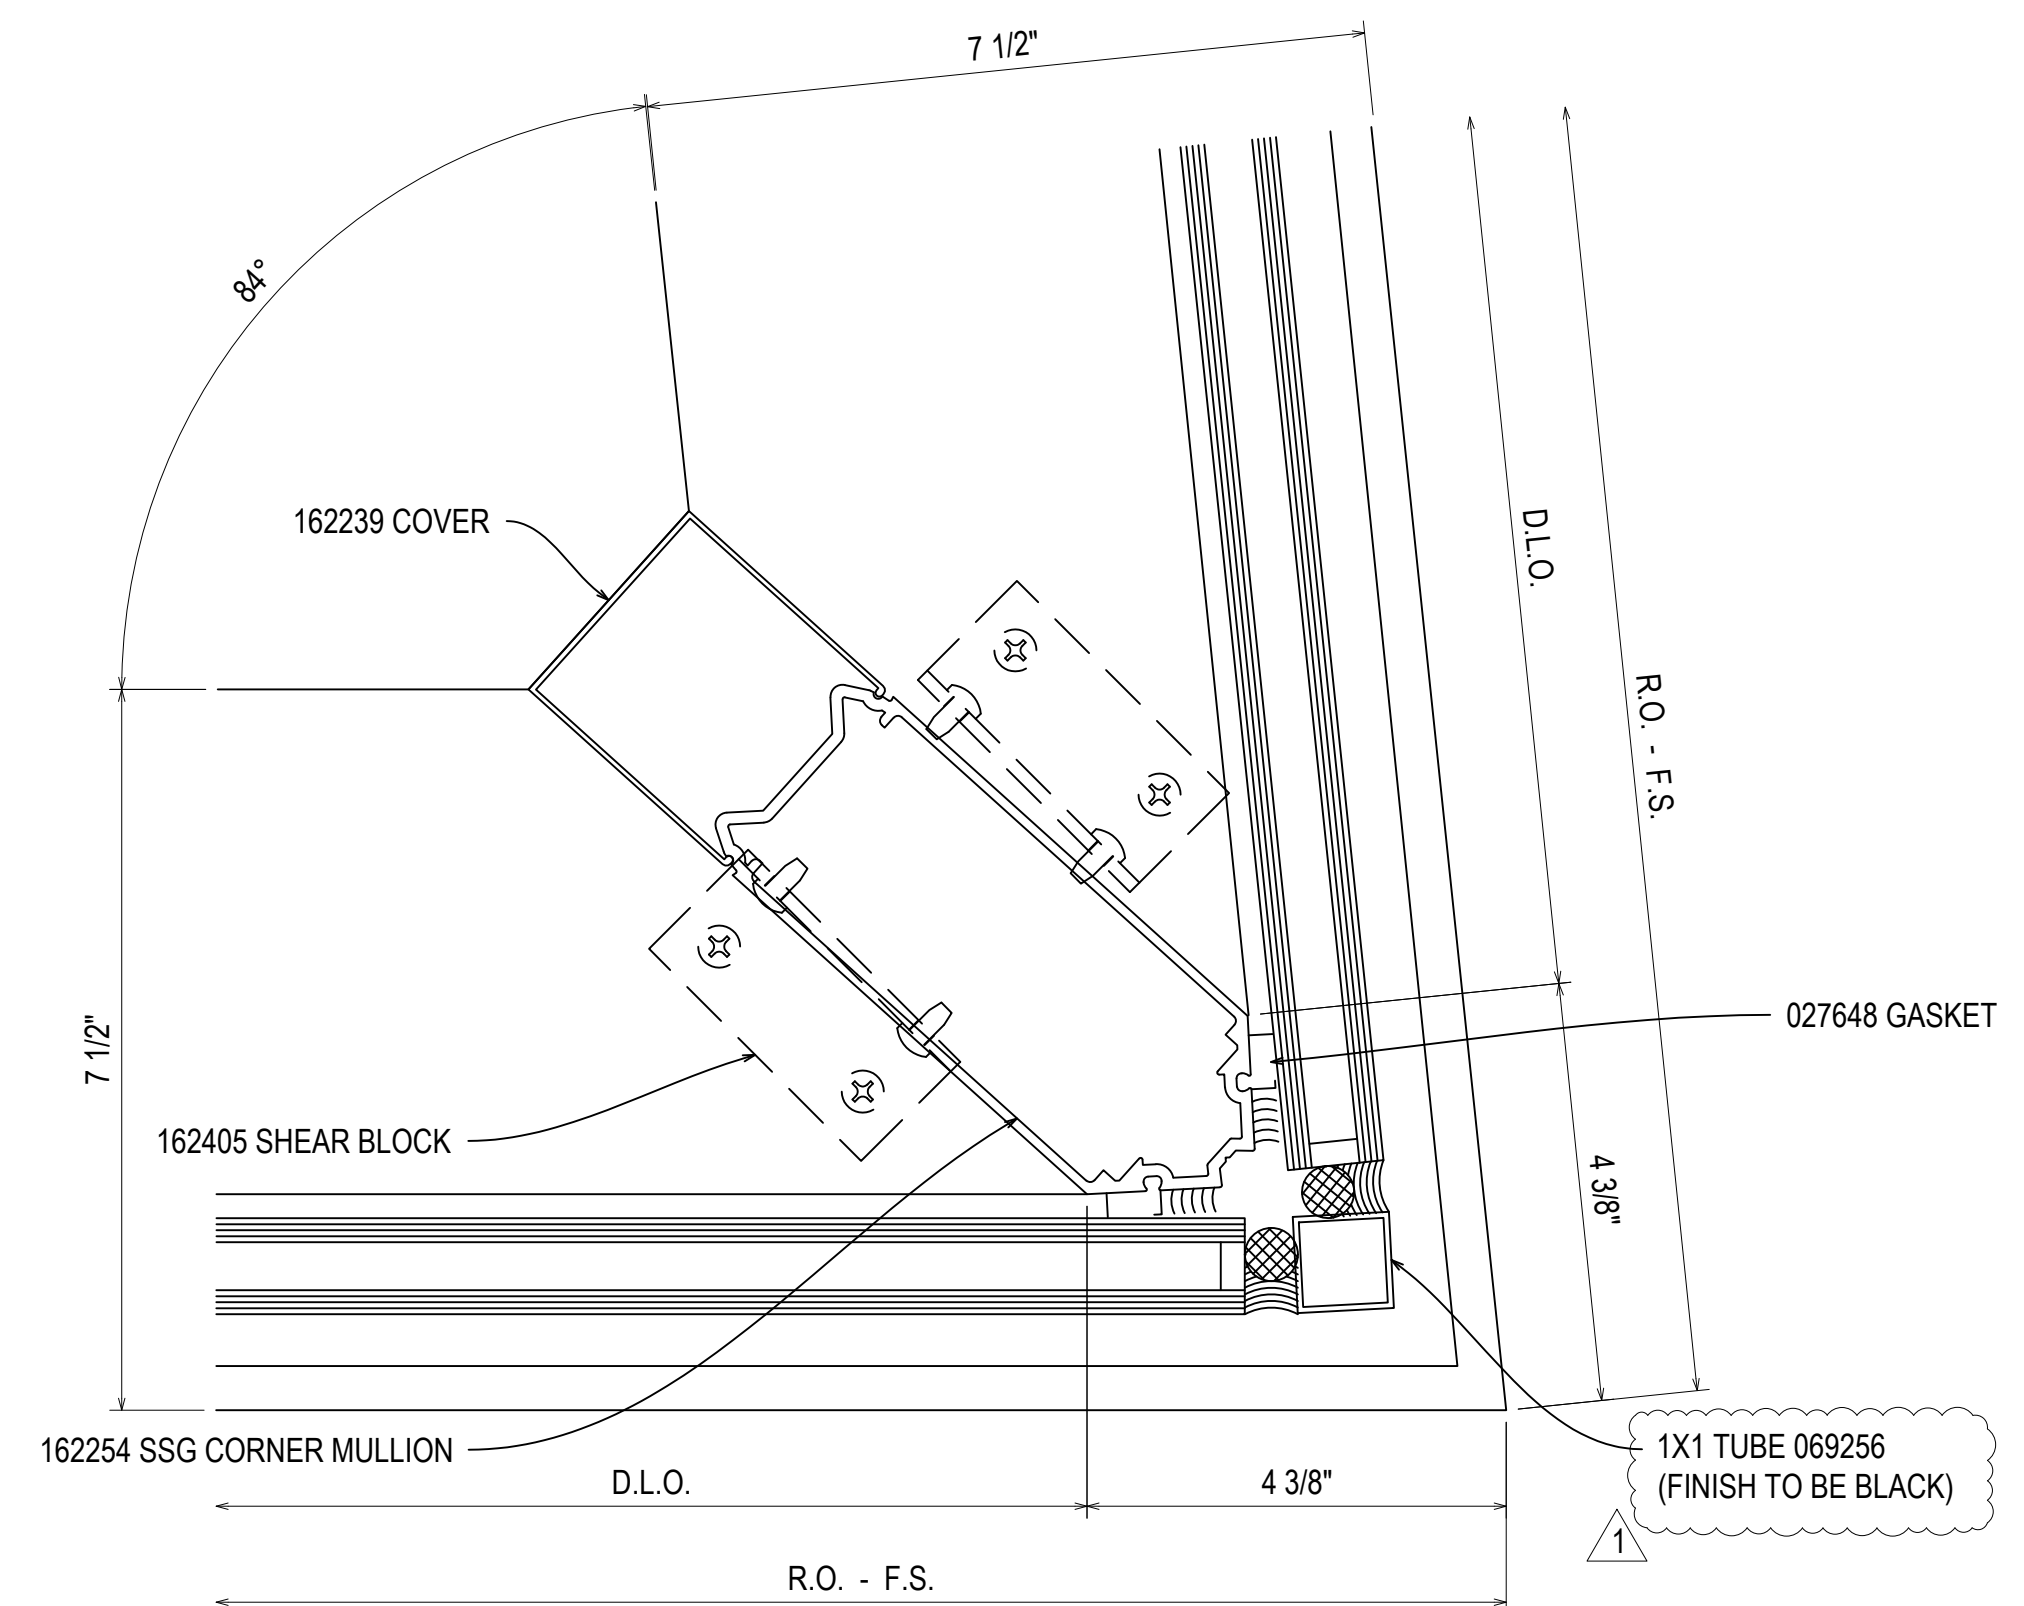 7 1/2"
84°
162239 COVER
D.L.O.
R.O. - F.S.
027648 GASKET
7 1/2"
162405 SHEAR BLOCK
4 3/8"
162254 SSG CORNER MULLION
1X1 TUBE 069256
(FINISH TO BE BLACK)
D.L.O.
4 3/8"
1
R.O. - F.S.